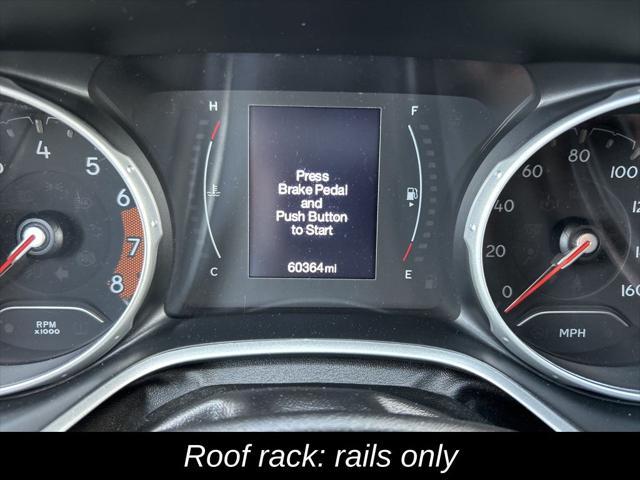 H
F
Press
Brake Pedal
and
Push Button
to Start
60364mi
C
E
4
5
6
7
8
RPM
x1000
0
20
40
60
80
100
MPH
Roof rack: rails only